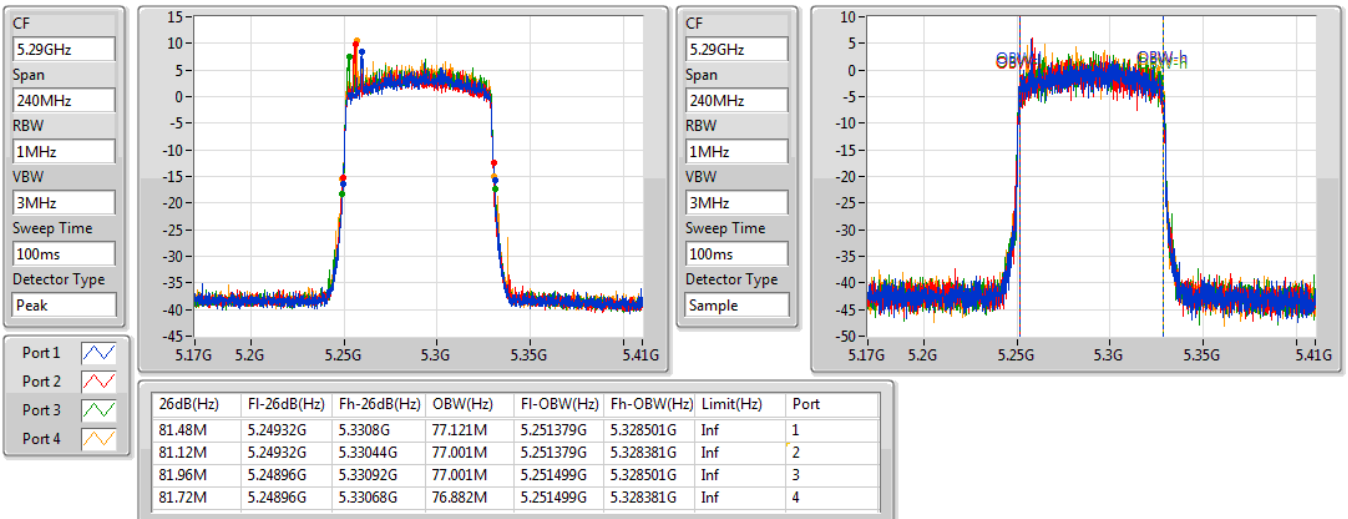 CF
5.29GHz
Span
240MHz
RBW
1MHz
VBW
3MHz
Sweep Time
100ms
Detector Type
Peak
15
10
5
0
-5
-10
-15
-20
-25
-30
-35
-40
-45
5.17G 5.2G 5.25G 5.3G 5.35G 5.41G
CF
5.29GHz
Span
240MHz
RBW
1MHz
VBW
3MHz
Sweep Time
100ms
Detector Type
Sample
10
5
0
-5
-10
-15
-20
-25
-30
-35
-40
-45
-50
OBW-h
5.17G 5.2G 5.25G 5.3G 5.35G 5.41G
Port 1
Port 2
Port 3
Port 4
26dB(Hz) Fl-26dB(Hz) Fh-26dB(Hz) OBW(Hz) Fl-OBW(Hz) Fh-OBW(Hz) Limit(Hz) Port
81.48M 5.24932G 5.3308G 77.121M 5.251379G 5.328501G Inf 1
81.12M 5.24932G 5.33044G 77.001M 5.251379G 5.328381G Inf 2
81.96M 5.24896G 5.33092G 77.001M 5.251499G 5.328501G Inf 3
81.72M 5.24896G 5.33068G 76.882M 5.251499G 5.328381G Inf 4